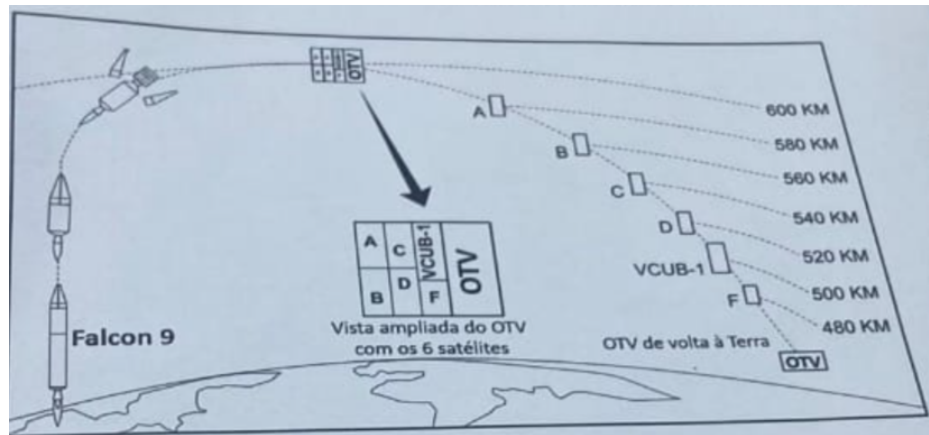 OTV
600 KM
A
580 KM
B
560 KM
C
540 KM
D
520 KM
VCUB-1
500 KM
F
480 KM
OTV
A
C
VCUB-1
OTV
B
D
F
Vista ampliada do OTV
com os 6 satélites
Falcon 9
OTV de volta à Terra